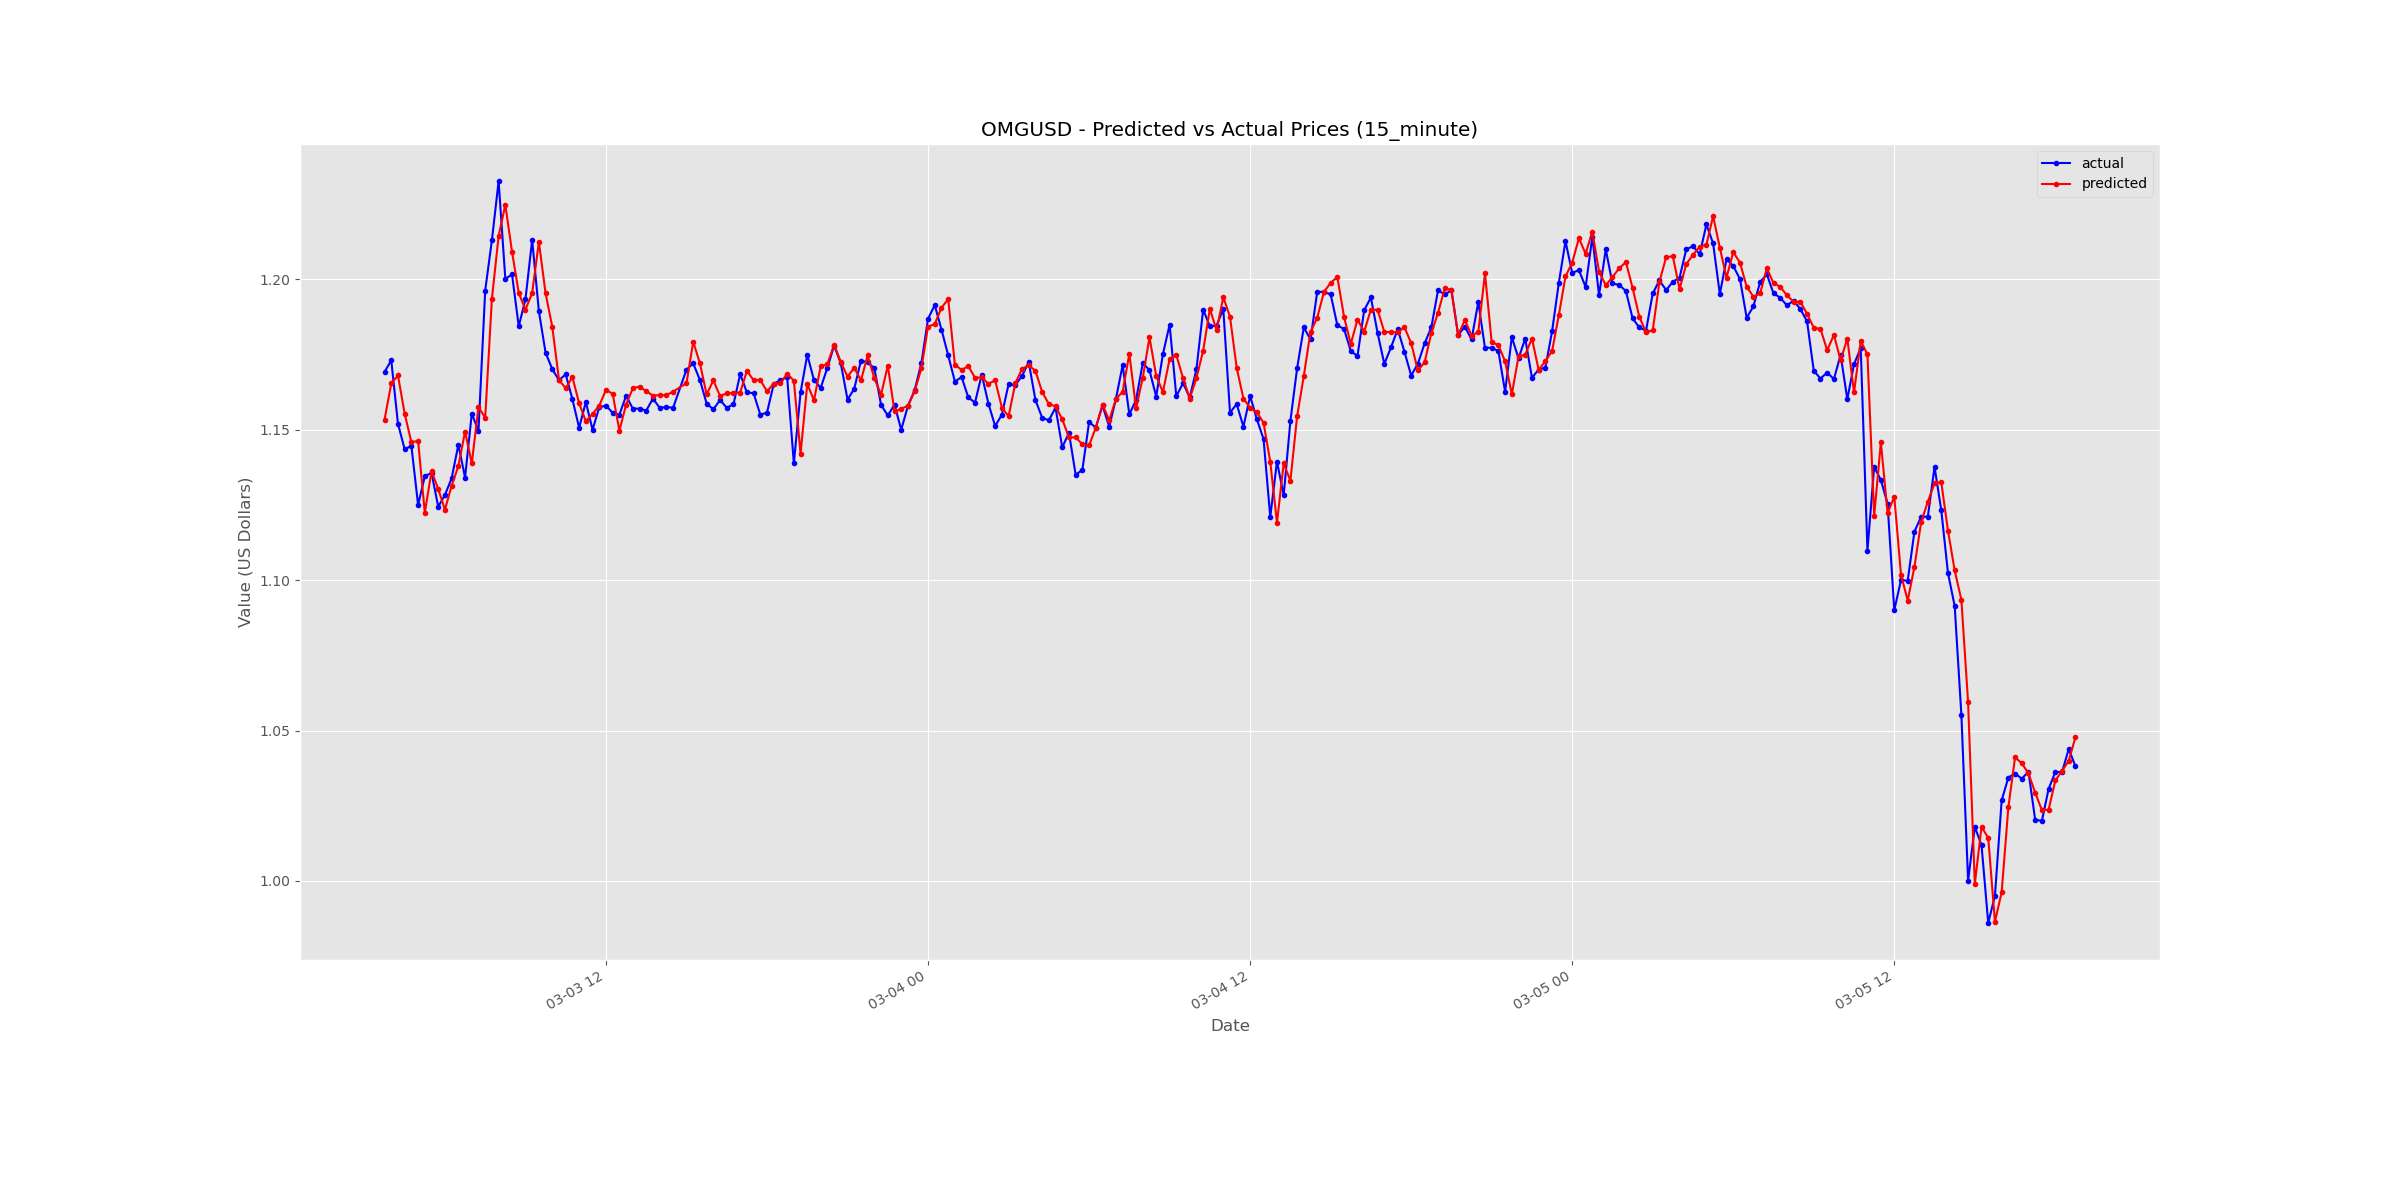 OMGUSD - Predicted vs Actual Prices (15_minute)
actual
predicted
Value (US Dollars)
1.20
1.15
1.10
1.05
1.00
03-03 12
03-04 00
03-04 12
03-05 00
03-05 12
Date